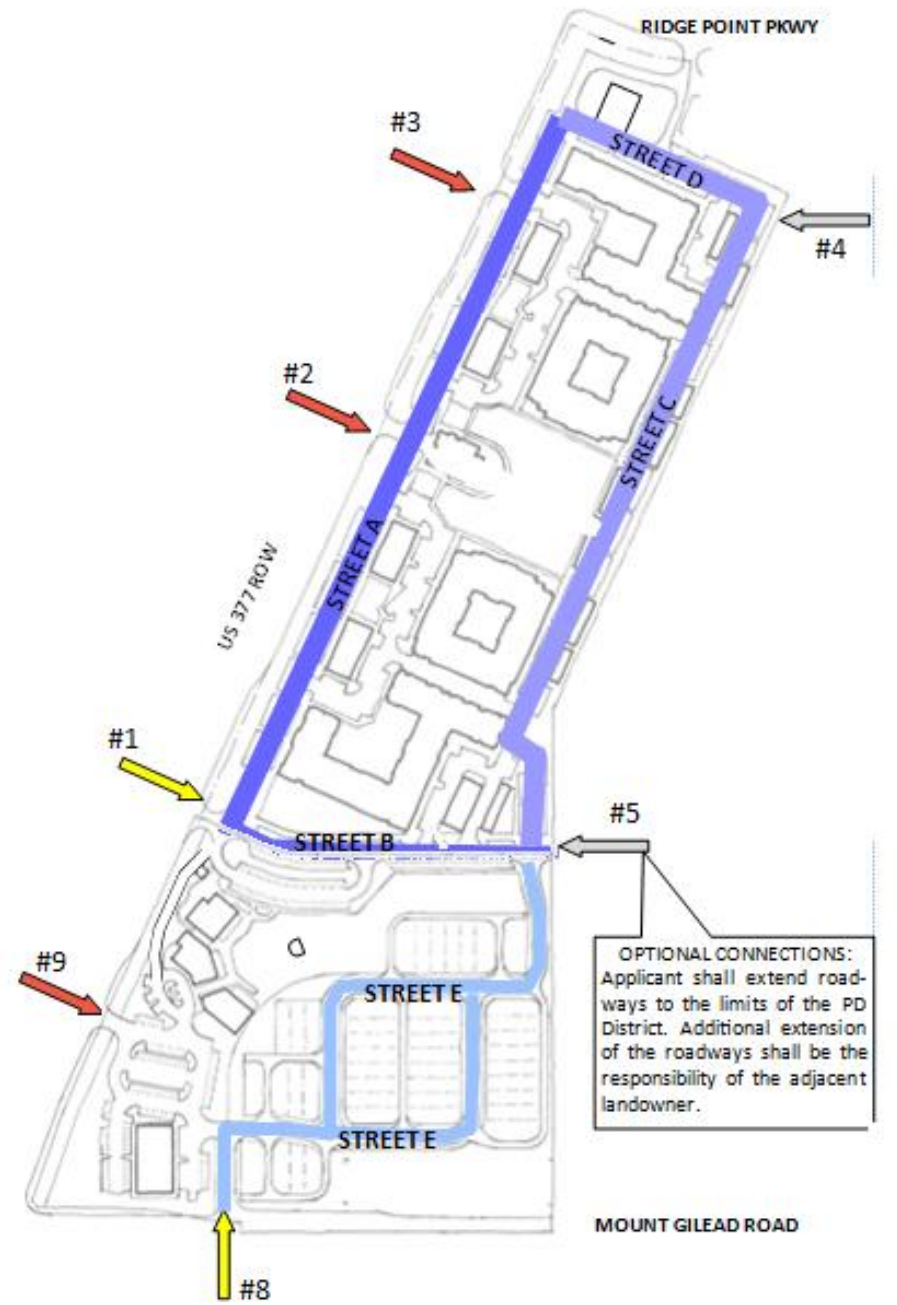 RIDGE POINT PKWY
#3
STREET D
#4
#2
STREET C
STREET A
US 377 ROW
#1
#5
STREET B
OPTIONAL CONNECTIONS:
Applicant shall extend road-
ways to the limits of the PD
District. Additional extension
of the roadways shall be the
responsibility of the adjacent
landowner.
#9
STREET E
STREET E
MOUNT GILEAD ROAD
#8